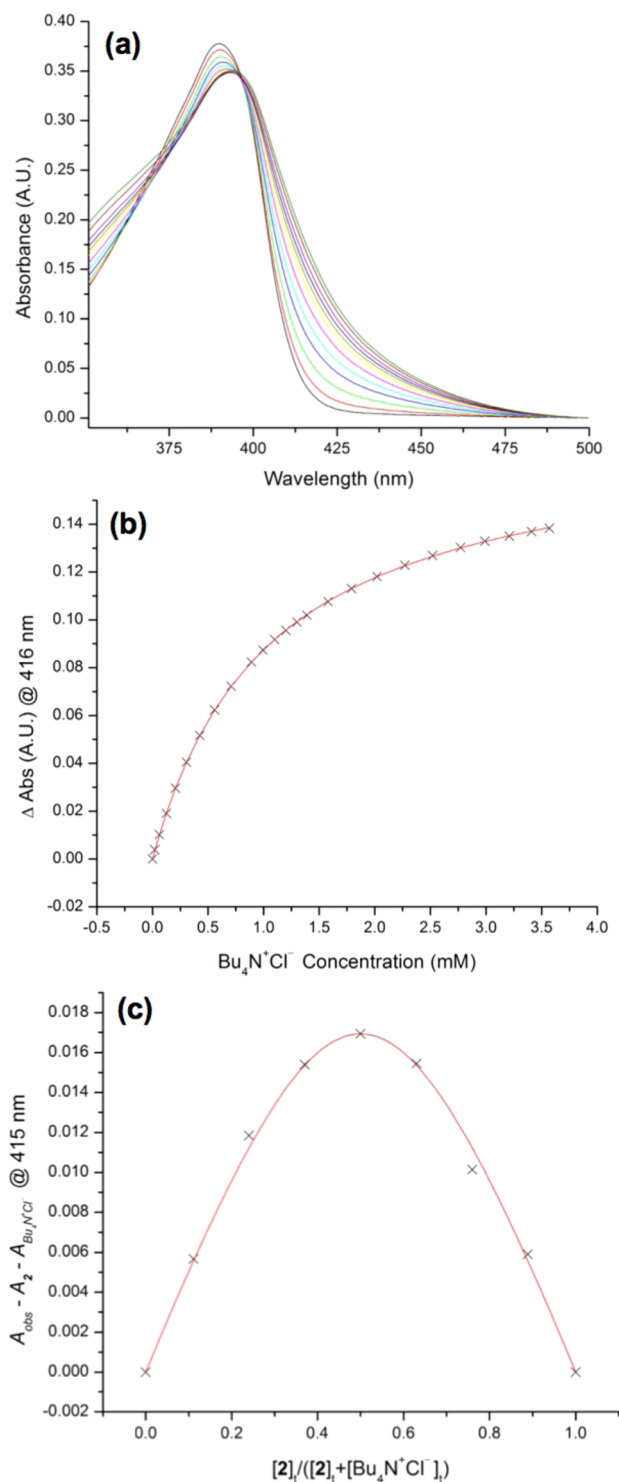 (a)
0.40
0.35
0.30
0.25
0.20
0.15
0.10
0.05
0.00
Absorbance (A.U.)
375 400 425 450 475 500
Wavelength (nm)
(b)
0.14
0.12
0.10
0.08
0.06
0.04
0.02
0.00
-0.02
Δ Abs (A.U.) @ 416 nm
-0.5 0.0 0.5 1.0 1.5 2.0 2.5 3.0 3.5 4.0
Bu₄N⁺Cl⁻ Concentration (mM)
(c)
0.018
0.016
0.014
0.012
0.010
0.008
0.006
0.004
0.002
0.000
-0.002
A_obs - A_2 - A_Bu₄N⁺Cl⁻ @ 415 nm
0.0 0.2 0.4 0.6 0.8 1.0
[2]ₜ/([2]ₜ+[Bu₄N⁺Cl⁻]ₜ)